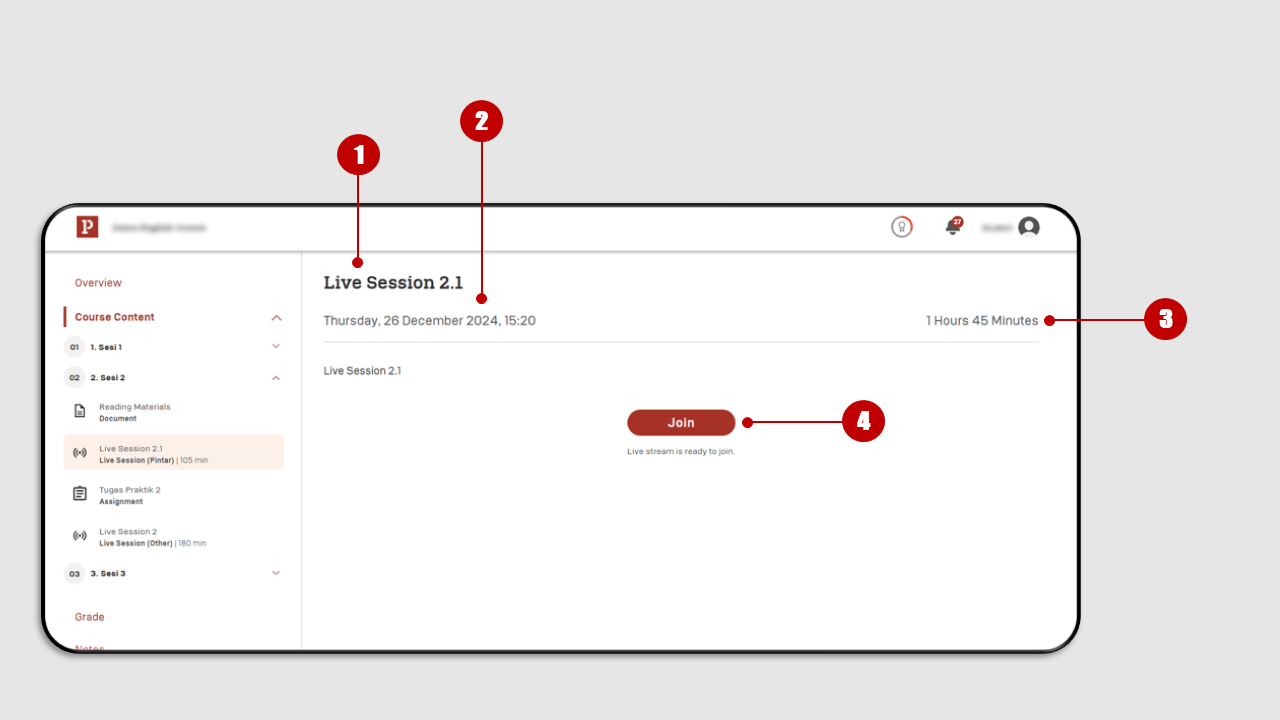 1
2
P
27
Overview
Course Content
01 1. Sesi 1
02 2. Sesi 2
Reading Materials
Document
Live Session 2.1
Live Session (Pintar) | 105 min
Tugas Praktik 2
Assignment
Live Session 2
Live Session (Other) | 180 min
03 3. Sesi 3
Grade
Notes
Live Session 2.1
Thursday, 26 December 2024, 15:20
1 Hours 45 Minutes
3
Live Session 2.1
Join
4
Live stream is ready to join.